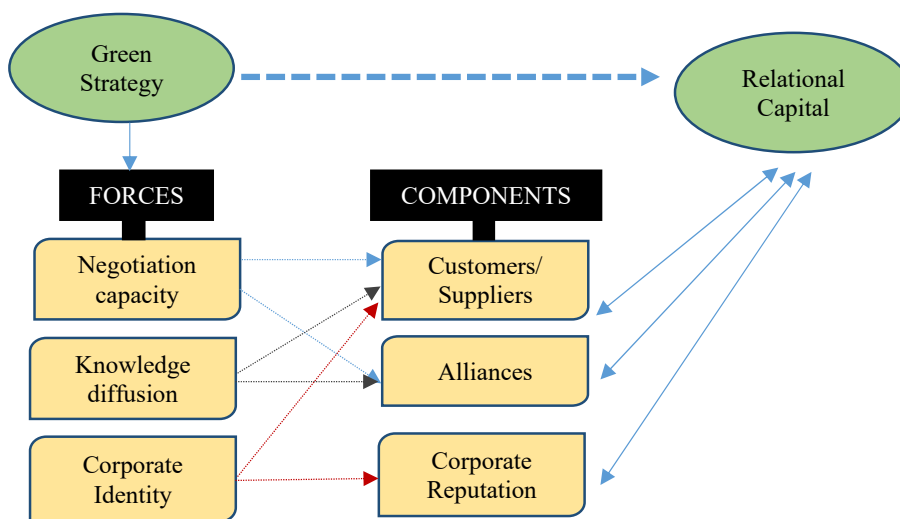 Green
Strategy
Relational
Capital
FORCES
COMPONENTS
Negotiation
capacity
Customers/
Suppliers
Knowledge
diffusion
Alliances
Corporate
Identity
Corporate
Reputation